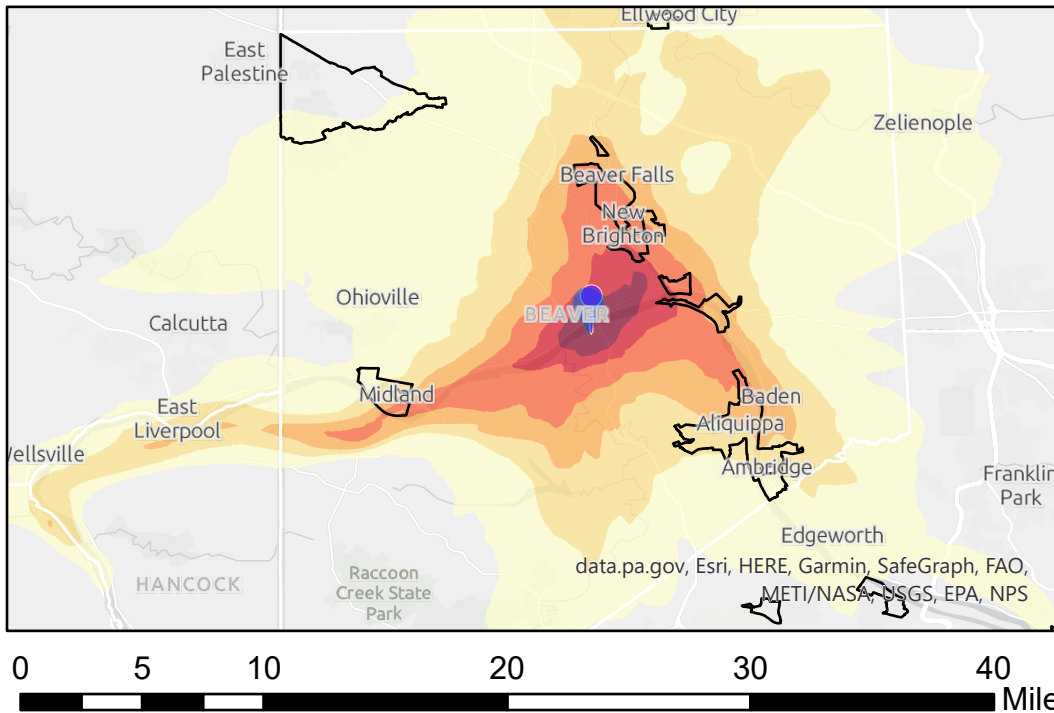 Ellwood City
East
Palestine
Zelienople
Beaver Falls
New
Brighton
Ohioville
BEAVER
Calcutta
Midland
East
Liverpool
Baden
Aliquippa
Wellsville
Ambridge
Franklin
Park
Edgeworth
data.pa.gov, Esri, HERE, Garmin, SafeGraph, FAO,
METI/NASA, USGS, EPA, NPS
HANCOCK
Raccoon
Creek State
Park
0 5 10 20 30 40
Mile